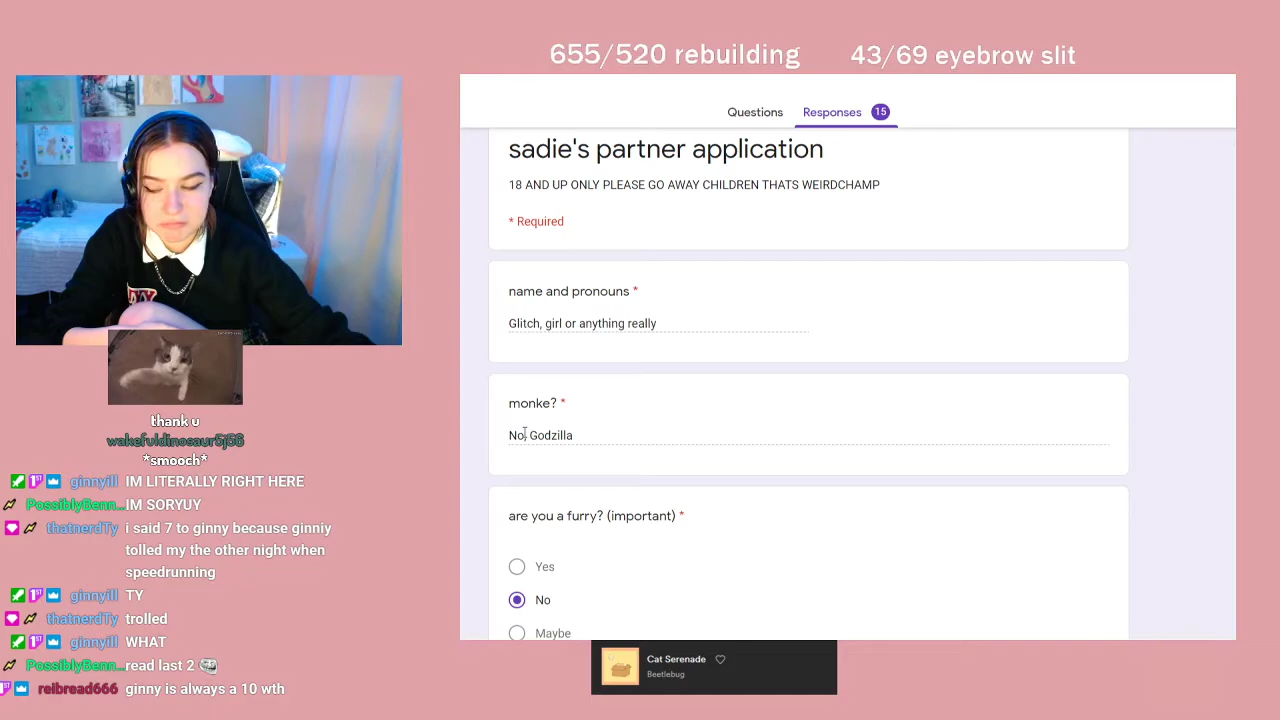 655/520 rebuilding
43/69 eyebrow slit
Questions
Responses 15
sadie's partner application
18 AND UP ONLY PLEASE GO AWAY CHILDREN THATS WEIRDCHAMP
* Required
name and pronouns *
Glitch, girl or anything really
monke? *
No, Godzilla
are you a furry? (important) *
Yes
No
Maybe
thank u
wakefuldinosaur5j56
*smooch*
ginnyill IM LITERALLY RIGHT HERE
PossiblyBenn... IM SORYUY
thatnerdTy i said 7 to ginny because ginniy
tolled my the other night when
speedrunning
ginnyill TY
thatnerdTy trolled
ginnyill WHAT
PossiblyBenn... read last 2
reibread666 ginny is always a 10 wth
Cat Serenade
Beetlebug